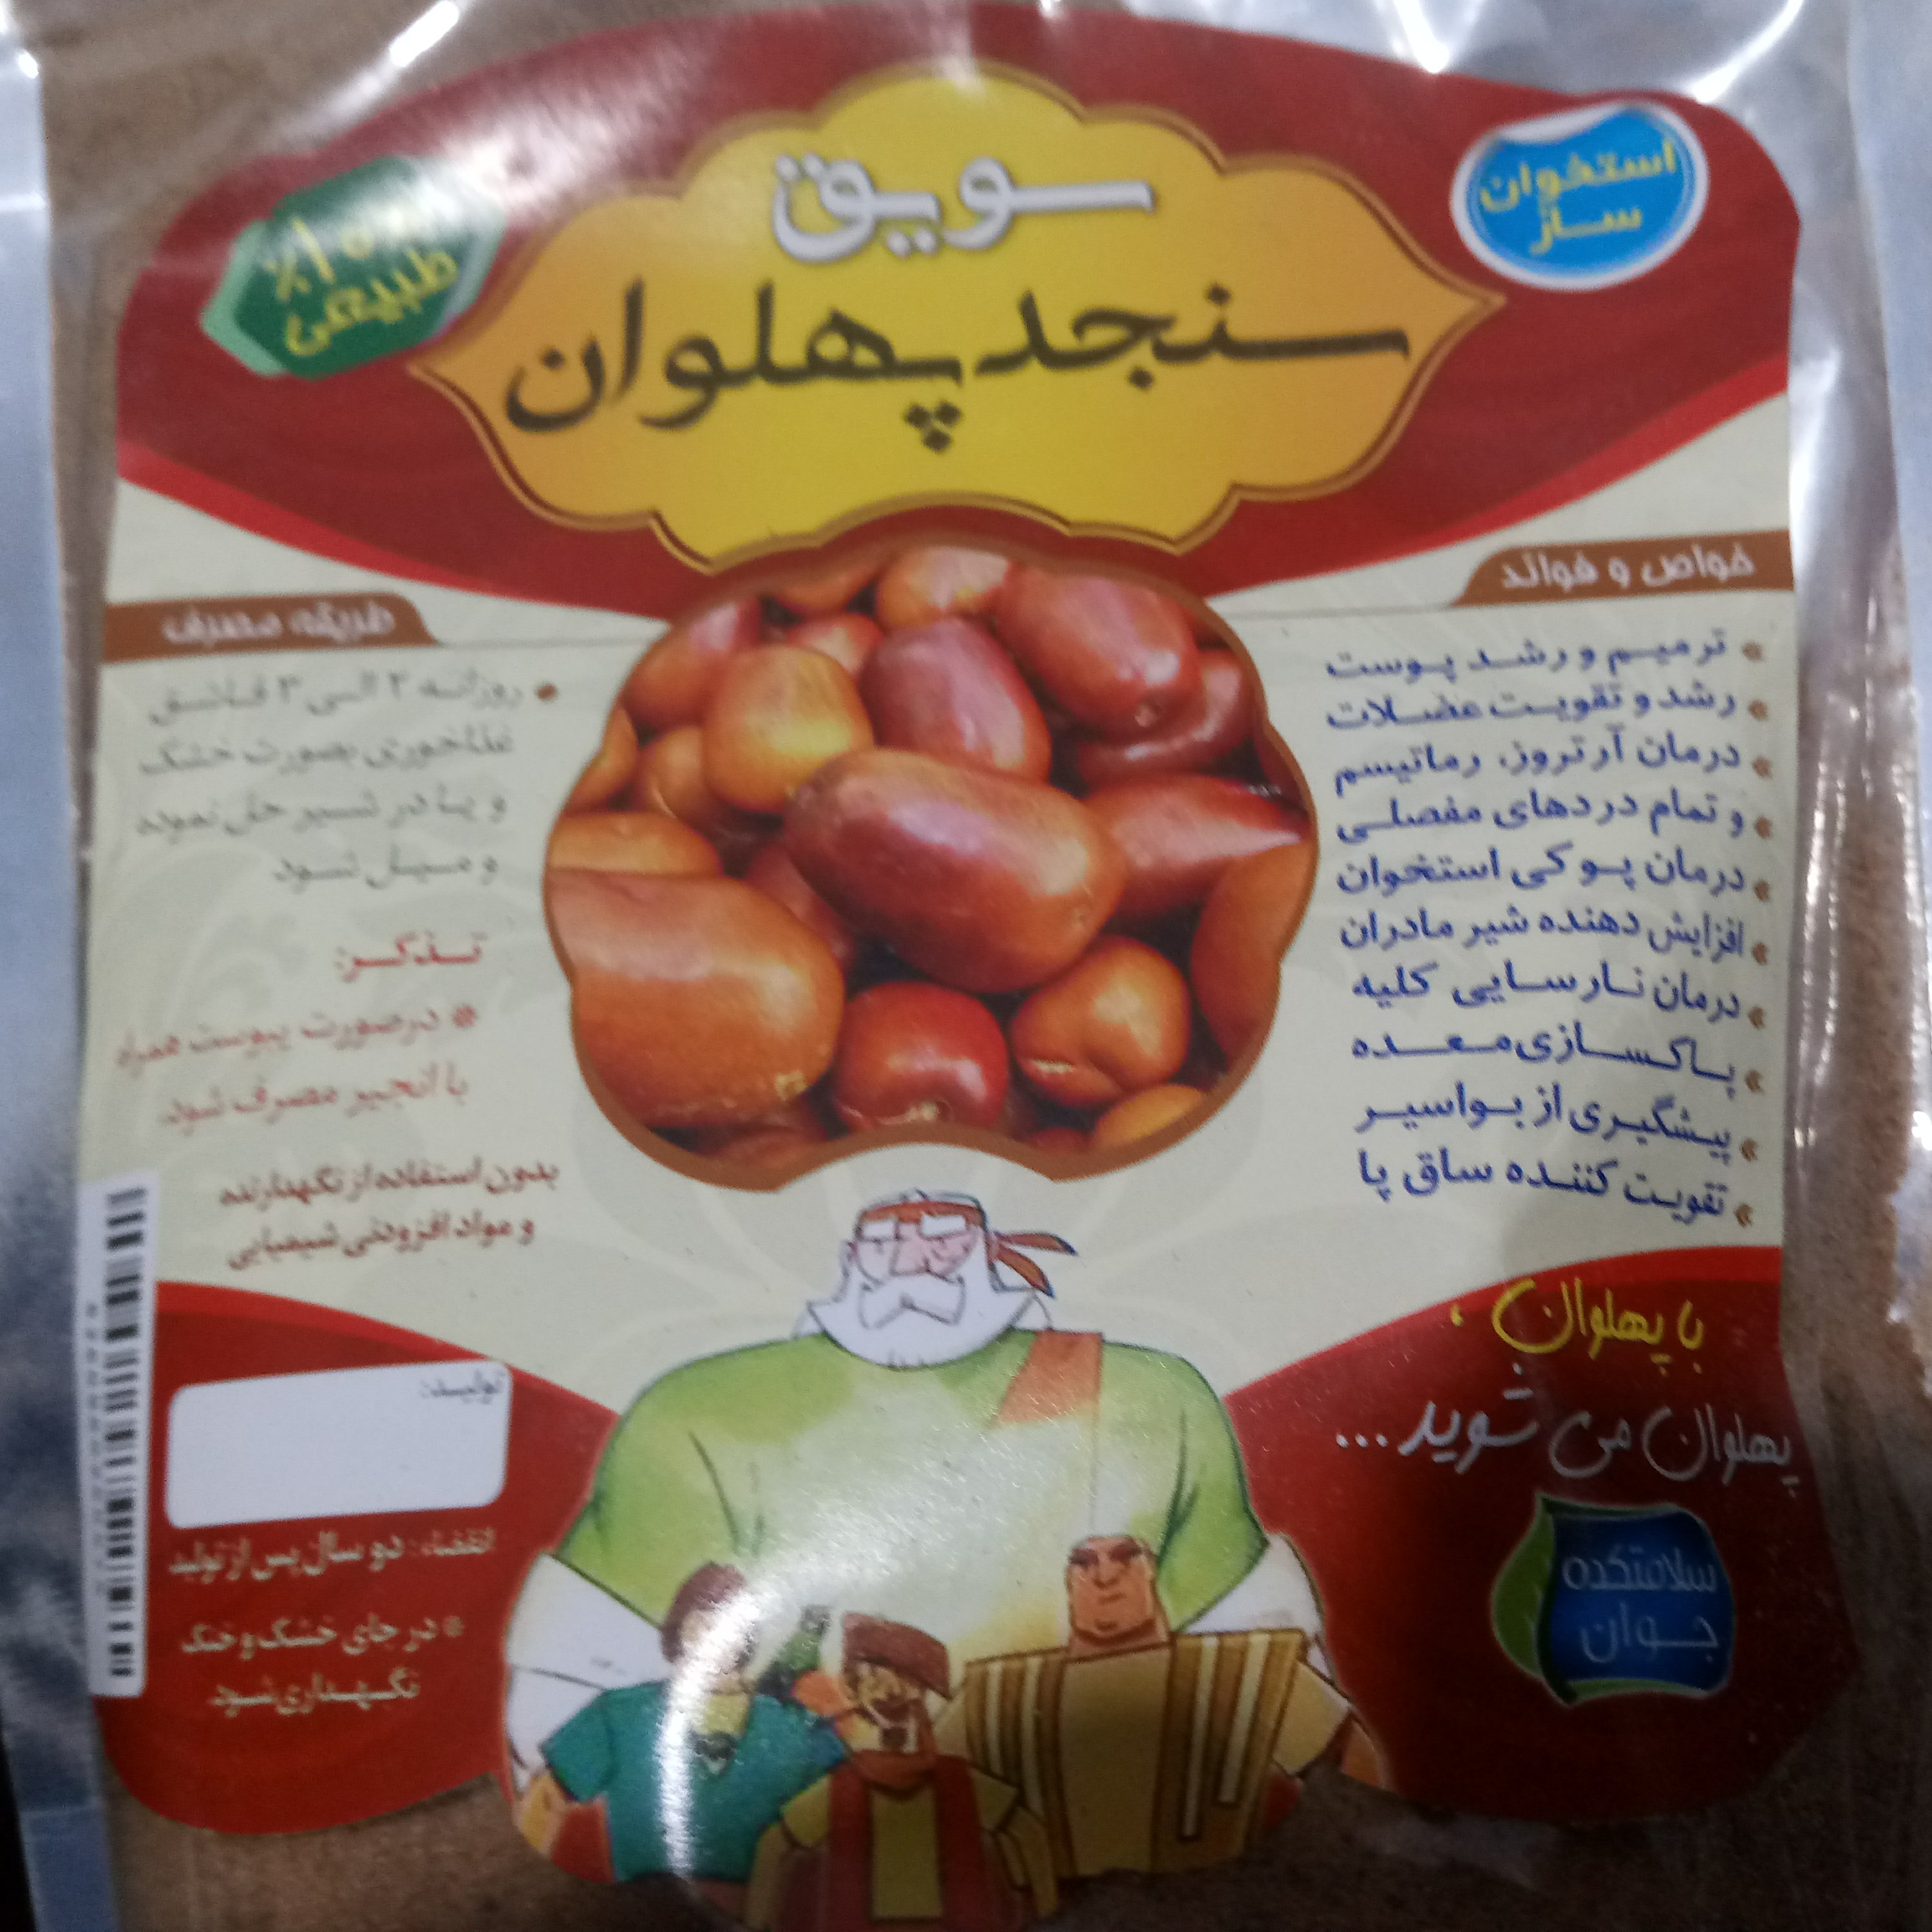 سویق
سنجد پهلوان
استخوان
ساز
%۱۰۰
طبیعی
خواص و فوائد
» ترمیم و رشد پوست
» رشد و تقویت عضلات
» درمان آرتروز، رماتیسم
» و تمام دردهای مفصلی
» درمان پوکی استخوان
» افزایش دهنده شیر مادران
» درمان نارسایی کلیه
» پاکسازی معده
» پیشگیری از بواسیر
» تقویت کننده ساق پا
طریقه مصرف
• روزانه ۲ الی ۳ قاشق
غذاخوری بصورت خشک
و یا در شیر حل نموده
و میل شود
تذکر:
* درصورت یبوست همراه
با انجیر مصرف شود.
بدون استفاده از نگهدارنده
و مواد افزودنی شیمیایی
با پهلوان،
پهلوان می شوید...
سلامتکده
جوان
تولید:
انقضاء: دو سال پس از تولید
* در جای خشک و خنک
نگهداری شود